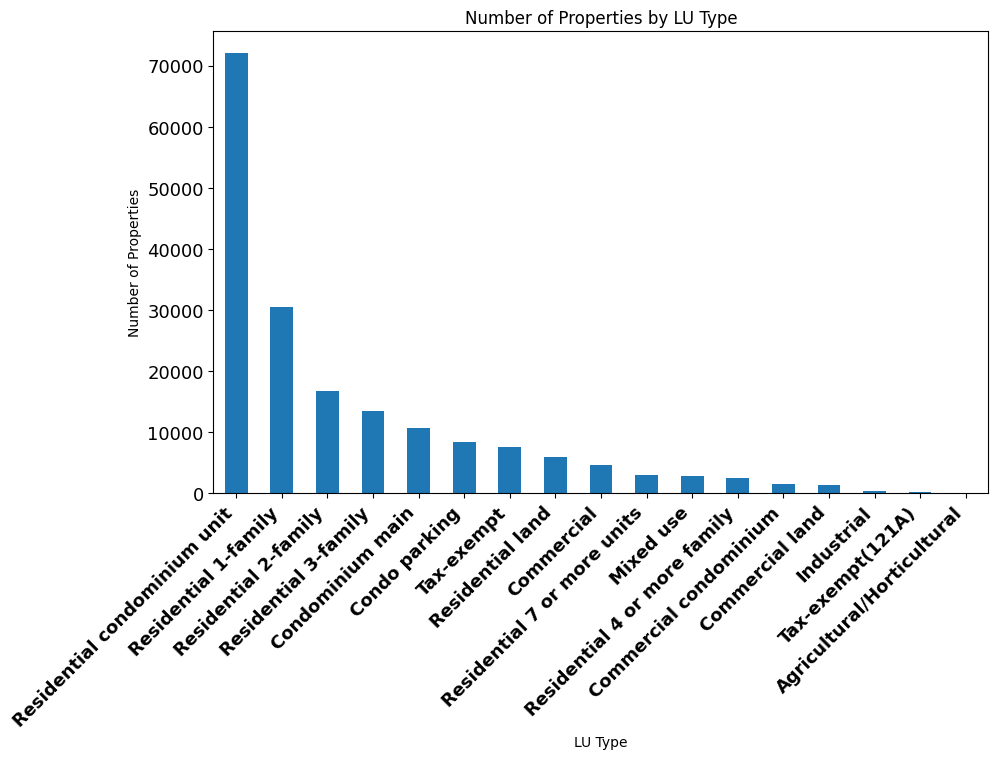 Number of Properties by LU Type
Number of Properties
70000
60000
50000
40000
30000
20000
10000
0
Residential condominium unit
Residential 1-family
Residential 2-family
Residential 3-family
Condominium main
Condo parking
Tax-exempt
Residential land
Commercial
Residential 7 or more units
Mixed use
Residential 4 or more family
Commercial condominium
Commercial land
Industrial
Tax-exempt(121A)
Agricultural/Horticultural
LU Type